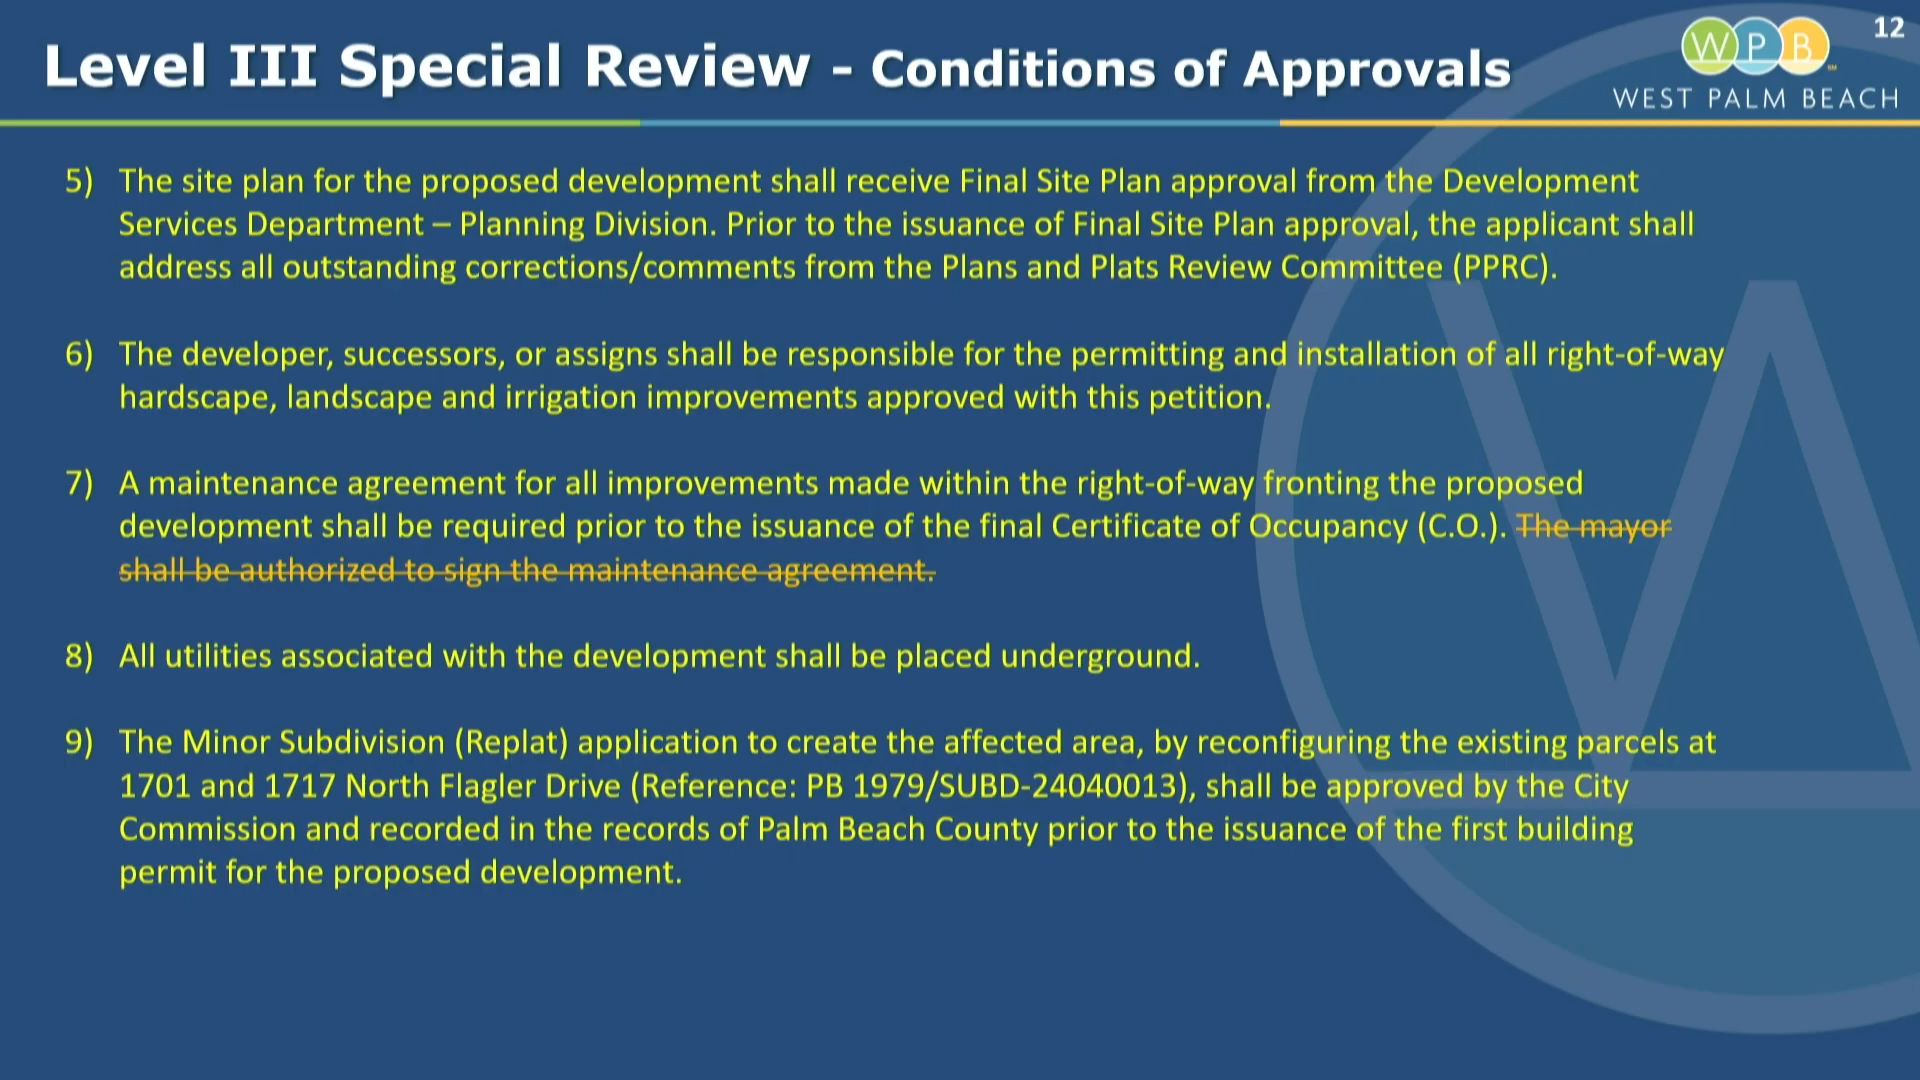 12
Level III Special Review - Conditions of Approvals
WPB
SM
WEST PALM BEACH
5) The site plan for the proposed development shall receive Final Site Plan approval from the Development
Services Department – Planning Division. Prior to the issuance of Final Site Plan approval, the applicant shall
address all outstanding corrections/comments from the Plans and Plats Review Committee (PPRC).
6) The developer, successors, or assigns shall be responsible for the permitting and installation of all right-of-way
hardscape, landscape and irrigation improvements approved with this petition.
7) A maintenance agreement for all improvements made within the right-of-way fronting the proposed
development shall be required prior to the issuance of the final Certificate of Occupancy (C.O.). The mayor
shall be authorized to sign the maintenance agreement.
8) All utilities associated with the development shall be placed underground.
9) The Minor Subdivision (Replat) application to create the affected area, by reconfiguring the existing parcels at
1701 and 1717 North Flagler Drive (Reference: PB 1979/SUBD-24040013), shall be approved by the City
Commission and recorded in the records of Palm Beach County prior to the issuance of the first building
permit for the proposed development.